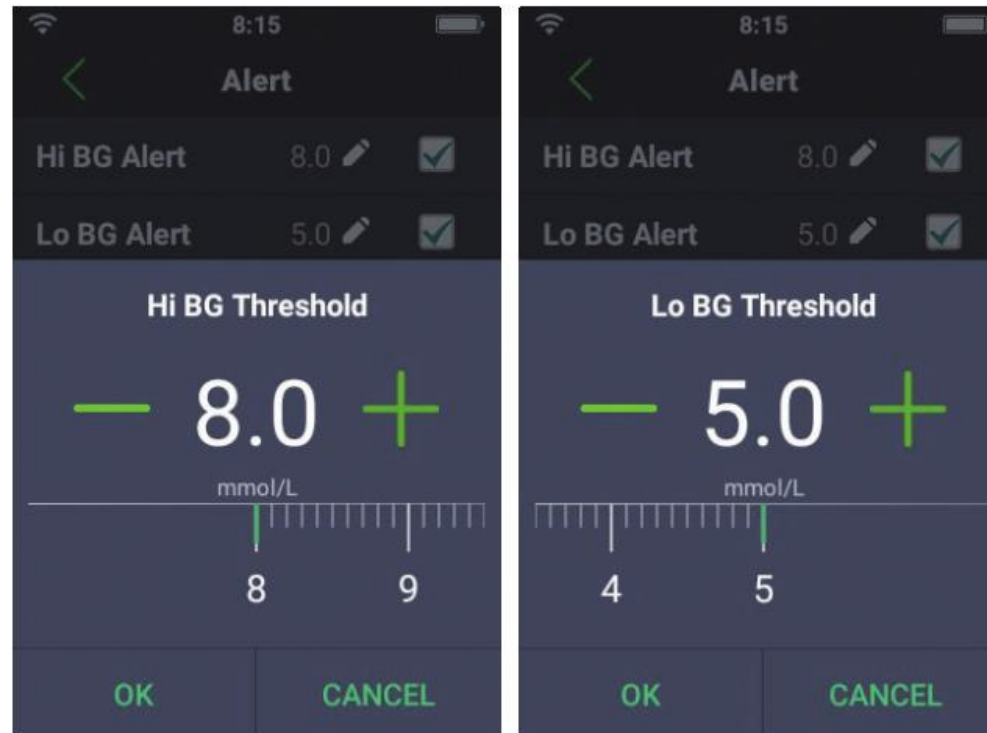 8:15
Alert
Hi BG Alert 8.0
Lo BG Alert 5.0
Hi BG Threshold
8.0
mmol/L
8 9
OK CANCEL
8:15
Alert
Hi BG Alert 8.0
Lo BG Alert 5.0
Lo BG Threshold
5.0
mmol/L
4 5
OK CANCEL